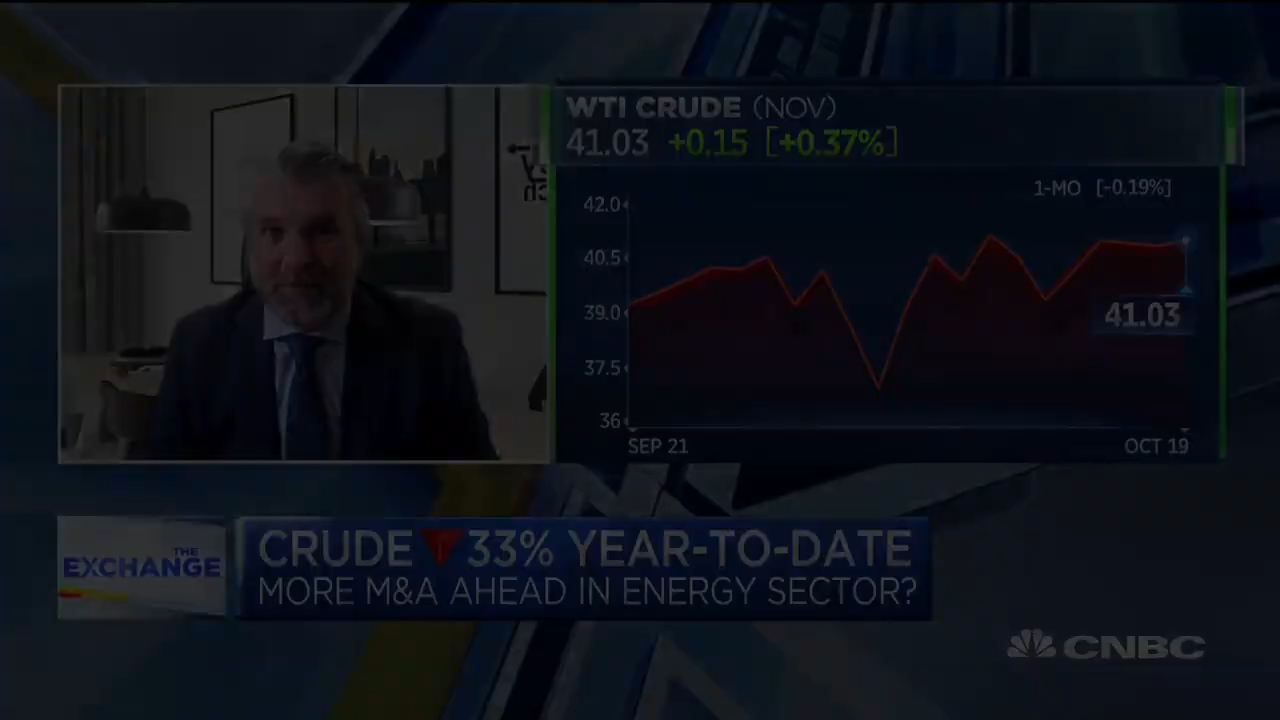 WTI CRUDE (NOV)
41.03 +0.15 [+0.37%]
1-MO [-0.19%]
42.0
40.5
39.0
37.5
36
41.03
SEP 21
OCT 19
THE
EXCHANGE
CRUDE ▼ 33% YEAR-TO-DATE
MORE M&A AHEAD IN ENERGY SECTOR?
CNBC